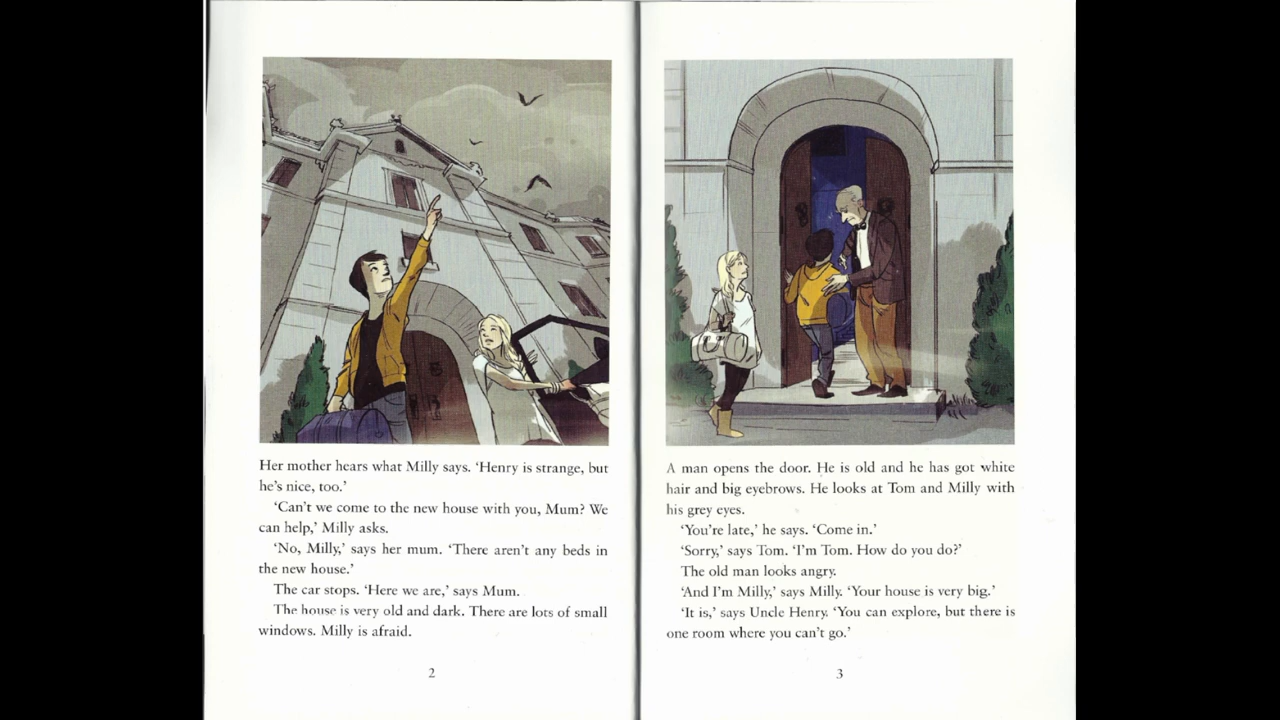 Her mother hears what Milly says. ‘Henry is strange, but
he’s nice, too.’
‘Can’t we come to the new house with you, Mum? We
can help,’ Milly asks.
‘No, Milly,’ says her mum. ‘There aren’t any beds in
the new house.’
The car stops. ‘Here we are,’ says Mum.
The house is very old and dark. There are lots of small
windows. Milly is afraid.
2
A man opens the door. He is old and he has got white
hair and big eyebrows. He looks at Tom and Milly with
his grey eyes.
‘You’re late,’ he says. ‘Come in.’
‘Sorry,’ says Tom. ‘I’m Tom. How do you do?’
The old man looks angry.
‘And I’m Milly,’ says Milly. ‘Your house is very big.’
‘It is,’ says Uncle Henry. ‘You can explore, but there is
one room where you can’t go.’
3